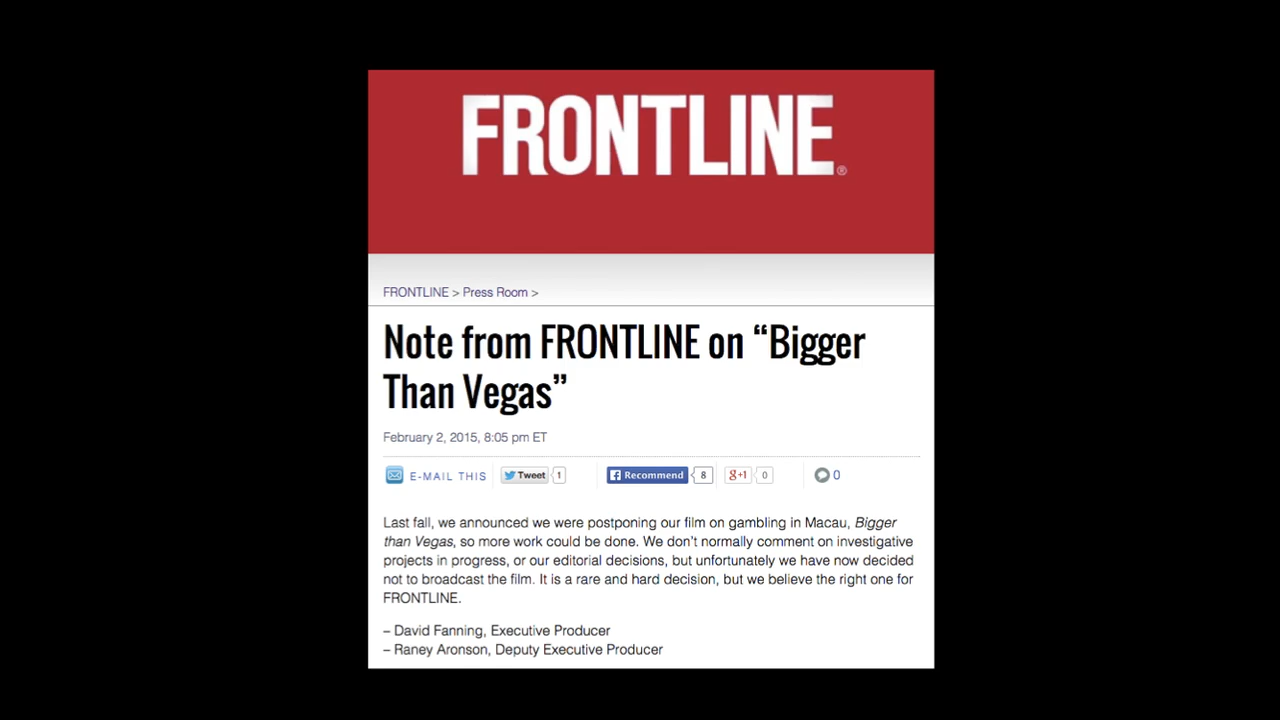 FRONTLINE®
FRONTLINE > Press Room >
Note from FRONTLINE on “Bigger
Than Vegas”
February 2, 2015, 8:05 pm ET
E-MAIL THIS Tweet 1 Recommend 8 g+1 0 0
Last fall, we announced we were postponing our film on gambling in Macau, Bigger
than Vegas, so more work could be done. We don’t normally comment on investigative
projects in progress, or our editorial decisions, but unfortunately we have now decided
not to broadcast the film. It is a rare and hard decision, but we believe the right one for
FRONTLINE.
– David Fanning, Executive Producer
– Raney Aronson, Deputy Executive Producer